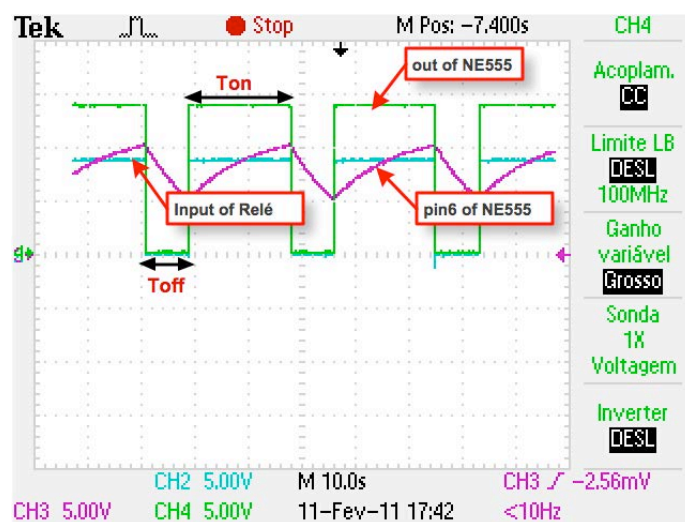 Tek Stop M Pos: -7.400s CH4
out of NE555
Acoplam.
CC
Ton
Limite LB
DESL
100MHz
Input of Relé
pin6 of NE555
Ganho
variável
Grosso
Toff
Sonda
1X
Voltagem
Inverter
DESL
CH2 5.00V M 10.0s CH3 -2.56mV
CH3 5.00V CH4 5.00V 11-Fev-11 17:42 <10Hz